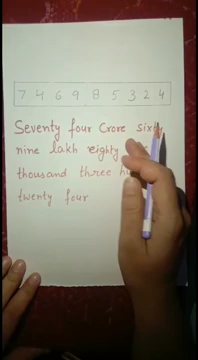 7 4 6 9 8 5 3 2 4
Seventy four Crore sixty
nine lakh eighty
thousand three
twenty four